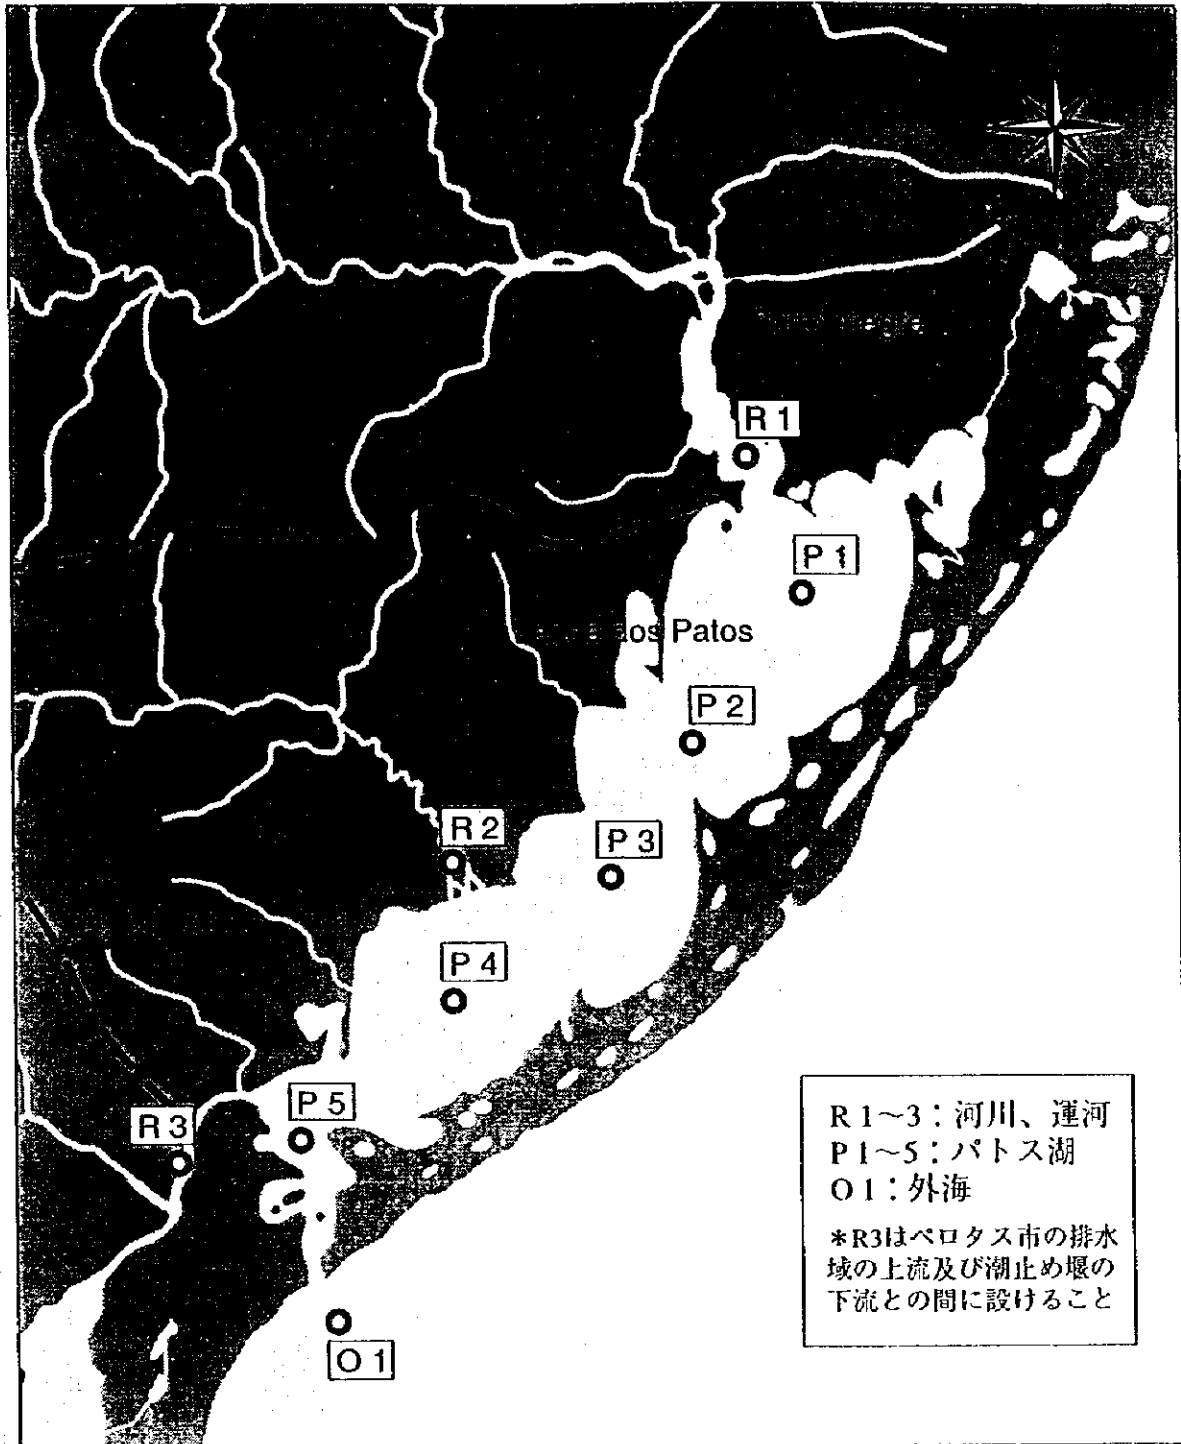 R 1
P 1
dos Patos
P 2
R 2
P 3
P 4
P 5
R 3
O 1
R 1～3：河川、運河
P 1～5：パトス湖
O 1：外海
＊R3はペロタス市の排水
域の上流及び潮止め堰の
下流との間に設けること